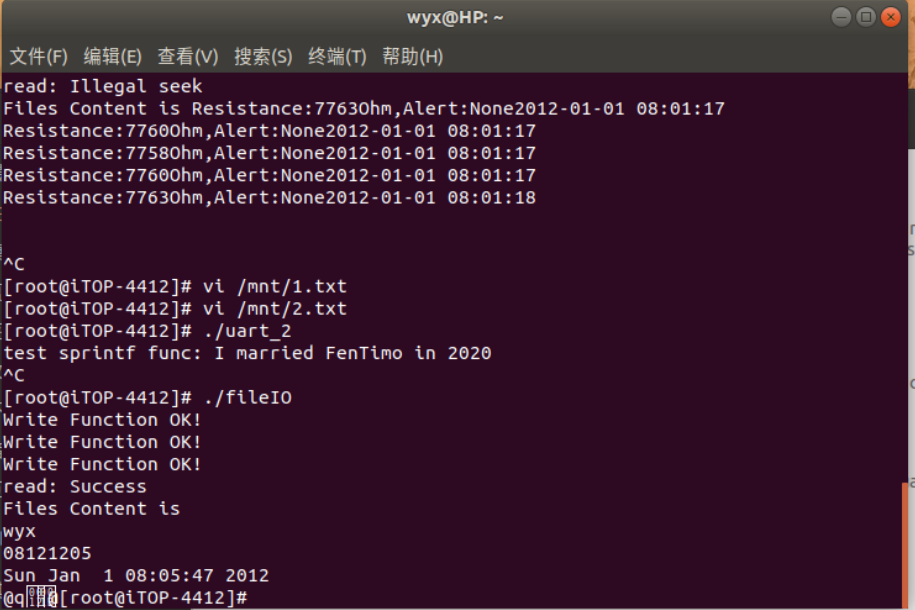 wyx@HP: ~
文件(F) 编辑(E) 查看(V) 搜索(S) 终端(T) 帮助(H)
read: Illegal seek
Files Content is Resistance:7763Ohm,Alert:None2012-01-01 08:01:17
Resistance:7760Ohm,Alert:None2012-01-01 08:01:17
Resistance:7758Ohm,Alert:None2012-01-01 08:01:17
Resistance:7760Ohm,Alert:None2012-01-01 08:01:17
Resistance:7763Ohm,Alert:None2012-01-01 08:01:18
^C
[root@iTOP-4412]# vi /mnt/1.txt
[root@iTOP-4412]# vi /mnt/2.txt
[root@iTOP-4412]# ./uart_2
test sprintf func: I married FenTimo in 2020
^C
[root@iTOP-4412]# ./fileIO
Write Function OK!
Write Function OK!
Write Function OK!
read: Success
Files Content is
wyx
08121205
Sun Jan  1 08:05:47 2012
@q @[root@iTOP-4412]#